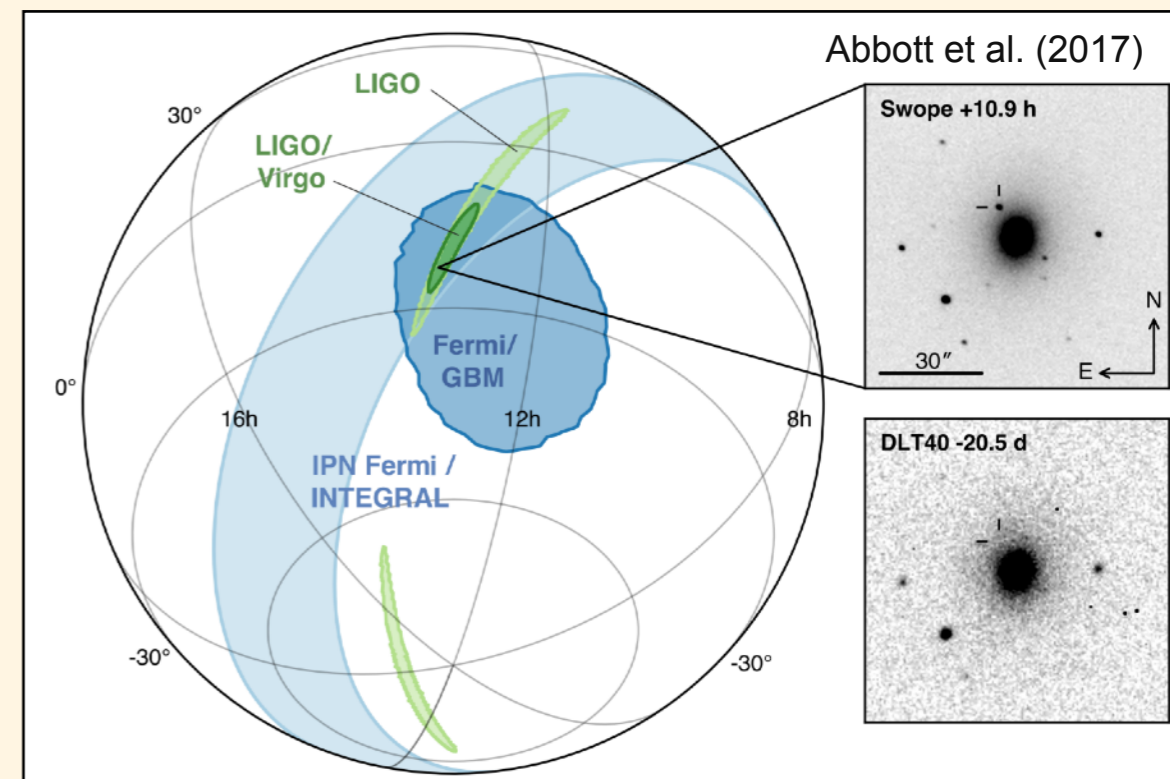 Abbott et al. (2017)
LIGO
LIGO/
Virgo
30°
Swope +10.9 h
N
E
30″
Fermi/
GBM
0°
16h
12h
8h
IPN Fermi /
INTEGRAL
DLT40 -20.5 d
-30°
-30°